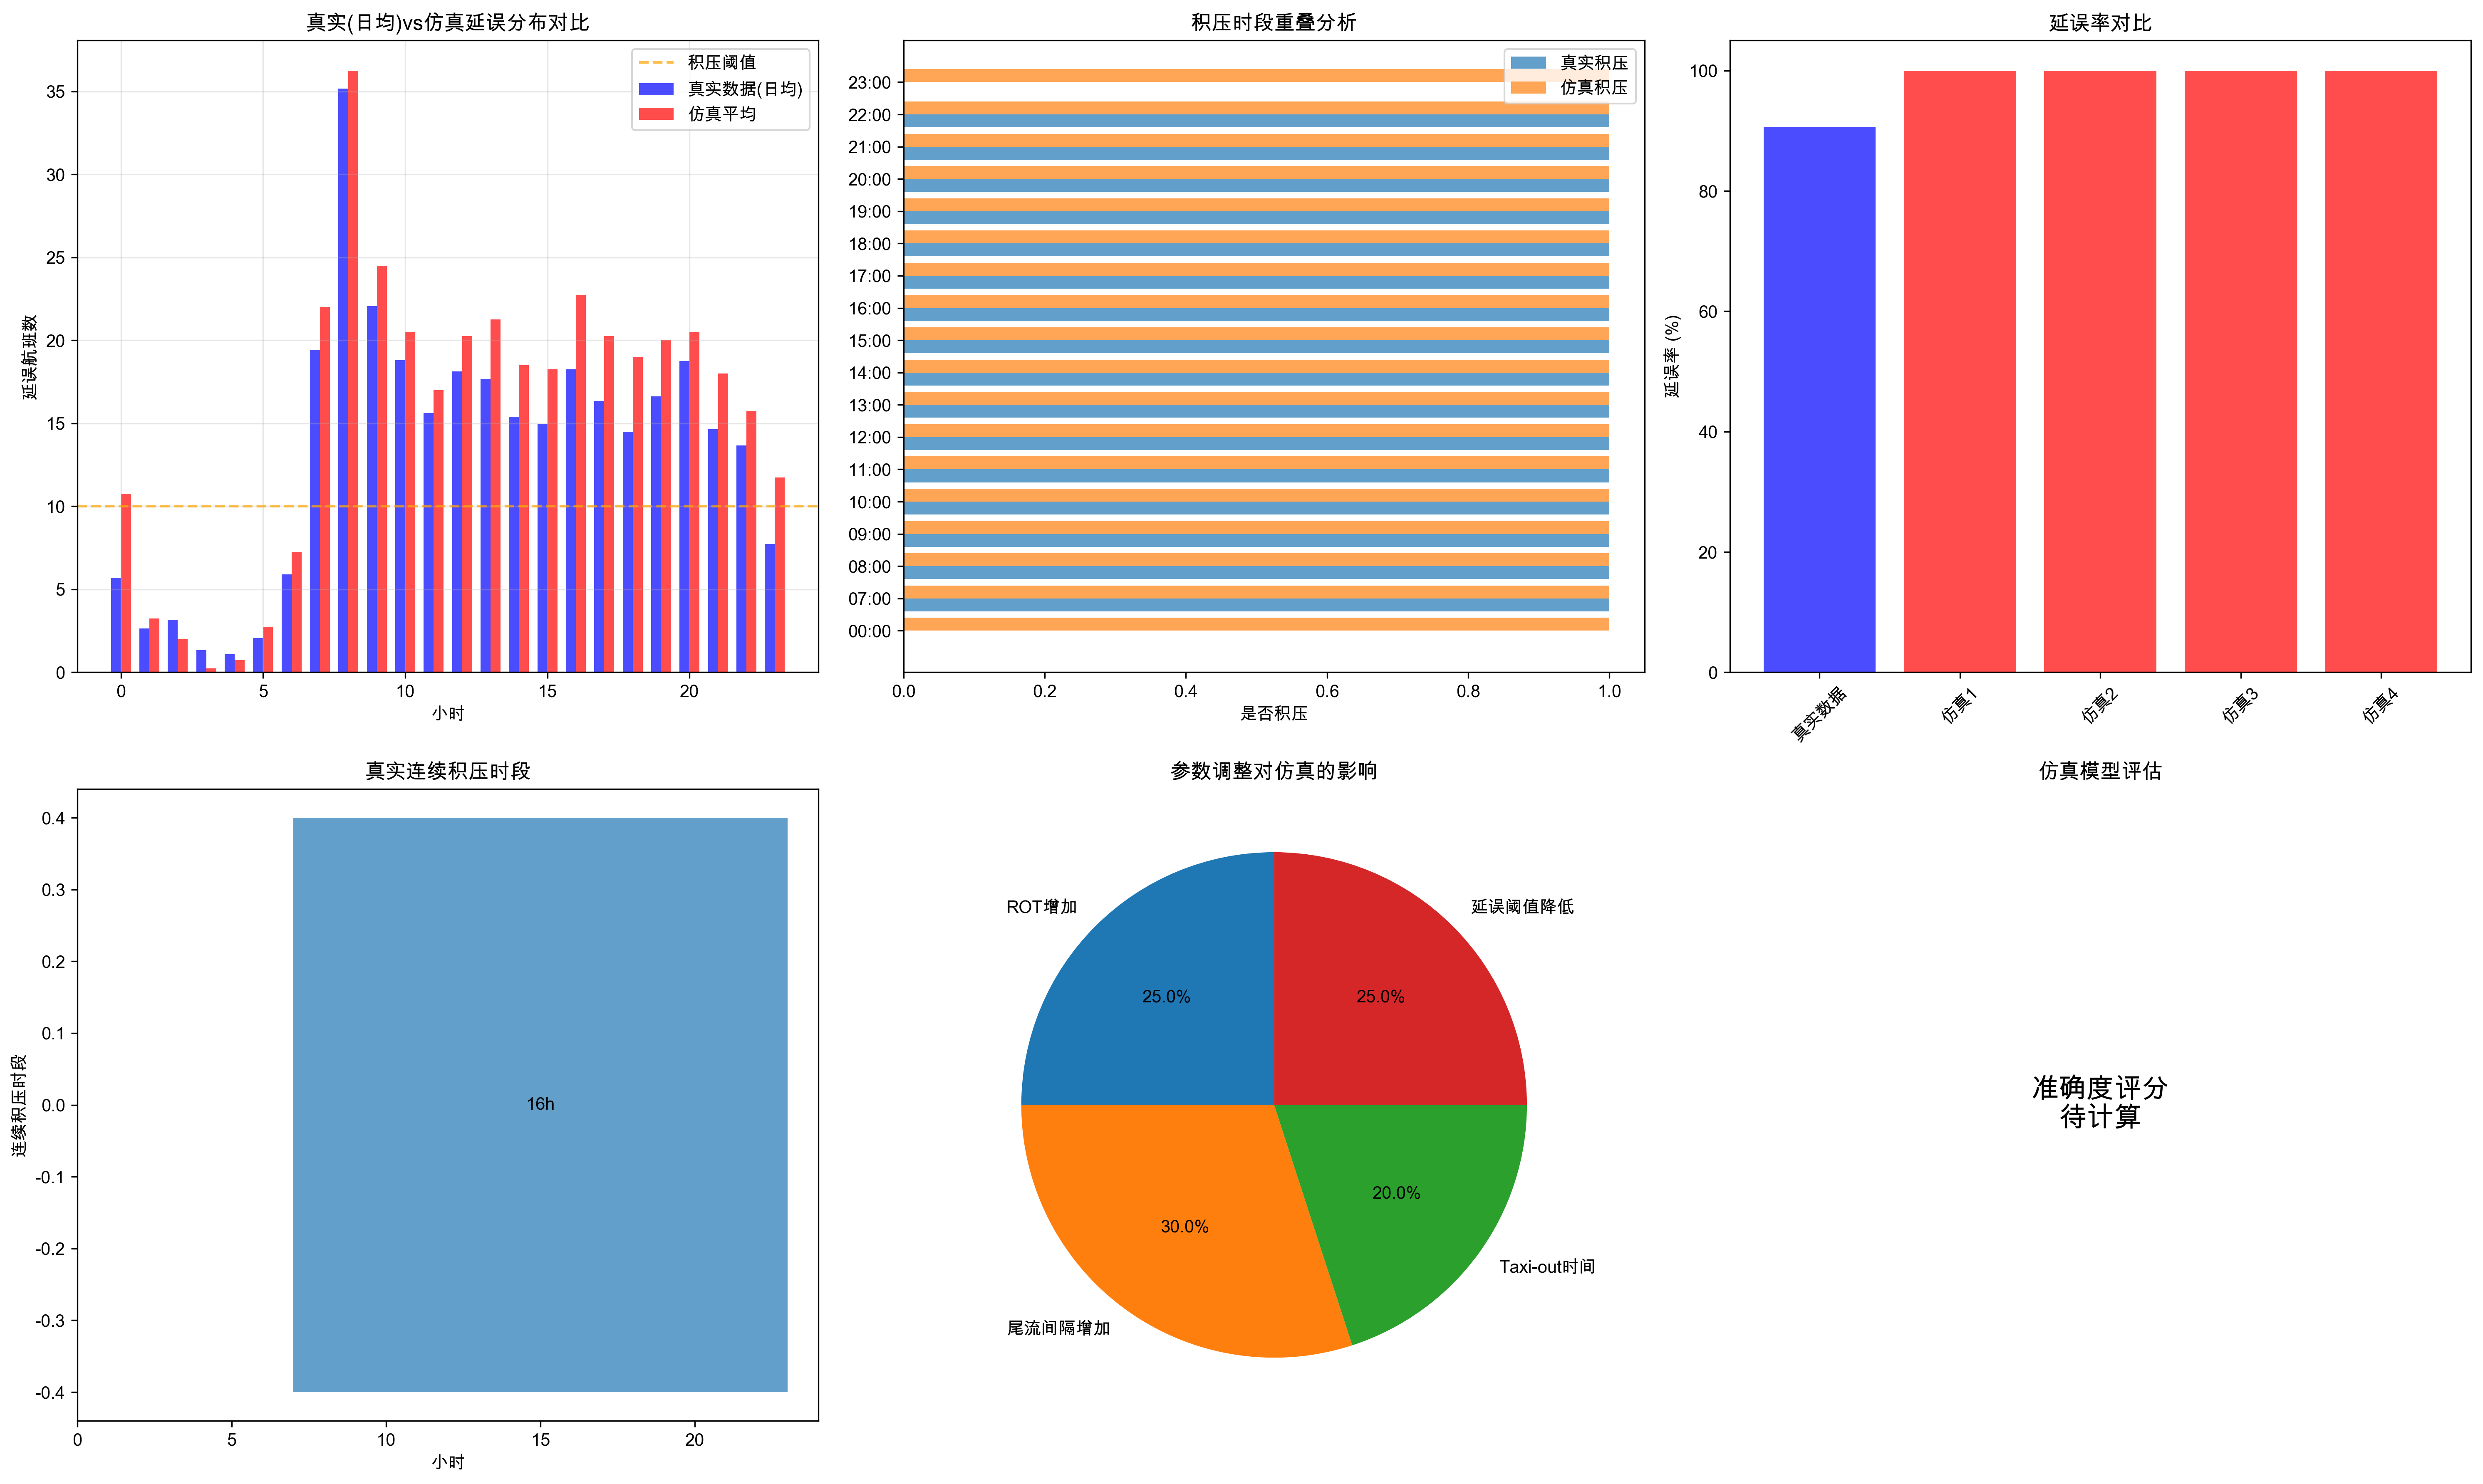 真实(日均)vs仿真延误分布对比
延误航班数
35
30
25
20
15
10
5
0
积压阈值
真实数据(日均)
仿真平均
0
5
10
15
20
小时
积压时段重叠分析
23:00
22:00
21:00
20:00
19:00
18:00
17:00
16:00
15:00
14:00
13:00
12:00
11:00
10:00
09:00
08:00
07:00
00:00
真实积压
仿真积压
0.0
0.2
0.4
0.6
0.8
1.0
是否积压
延误率对比
延误率 (%)
100
80
60
40
20
0
真实数据
仿真1
仿真2
仿真3
仿真4
真实连续积压时段
连续积压时段
0.4
0.3
0.2
0.1
0.0
-0.1
-0.2
-0.3
-0.4
16h
0
5
10
15
20
小时
参数调整对仿真的影响
ROT增加
延误阈值降低
25.0%
25.0%
20.0%
30.0%
Taxi-out时间
尾流间隔增加
仿真模型评估
准确度评分
待计算